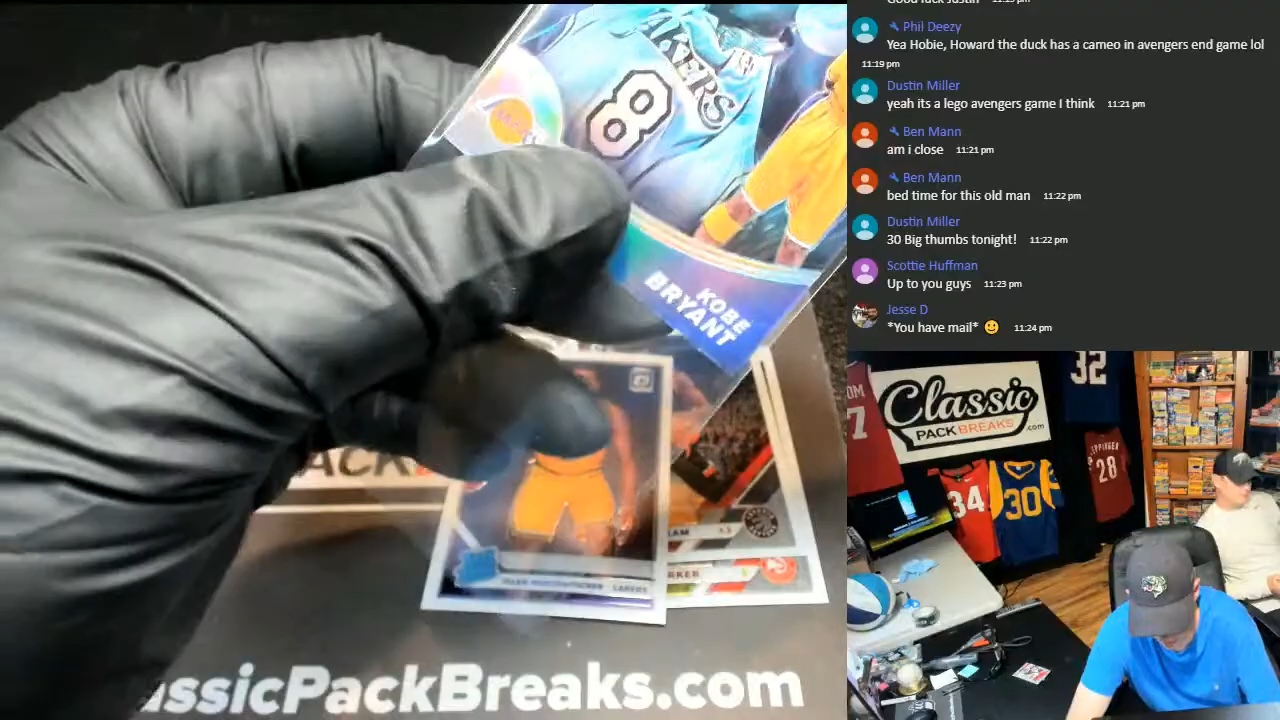 Phil Deezy
Yea Hobie, Howard the duck has a cameo in avengers end game lol
11:19 pm
Dustin Miller
yeah its a lego avengers game I think 11:21 pm
Ben Mann
am i close 11:21 pm
Ben Mann
bed time for this old man 11:22 pm
Dustin Miller
30 Big thumbs tonight! 11:22 pm
Scottie Huffman
Up to you guys 11:23 pm
Jesse D
*You have mail* 11:24 pm
AKERS
8
KOBE
BRYANT
LAKERS
RKER
assicPackBreaks.com
Classic
PACKBREAKS.com
32
7
34
30
28